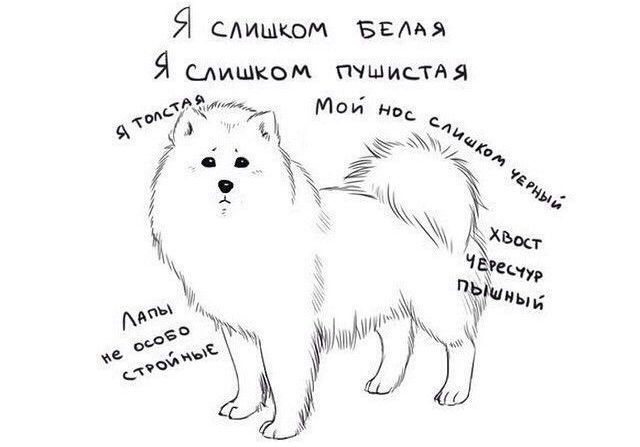 Я СЛИШКОМ БЕЛАЯ
Я СЛИШКОМ ПУШИСТАЯ
Я ТОЛСТАЯ
Мой нос слишком черный
ХВОСТ
ЧЕРЕСЧУР
ПЫШНЫЙ
ЛАПЫ
не особо
СТРОЙНЫЕ